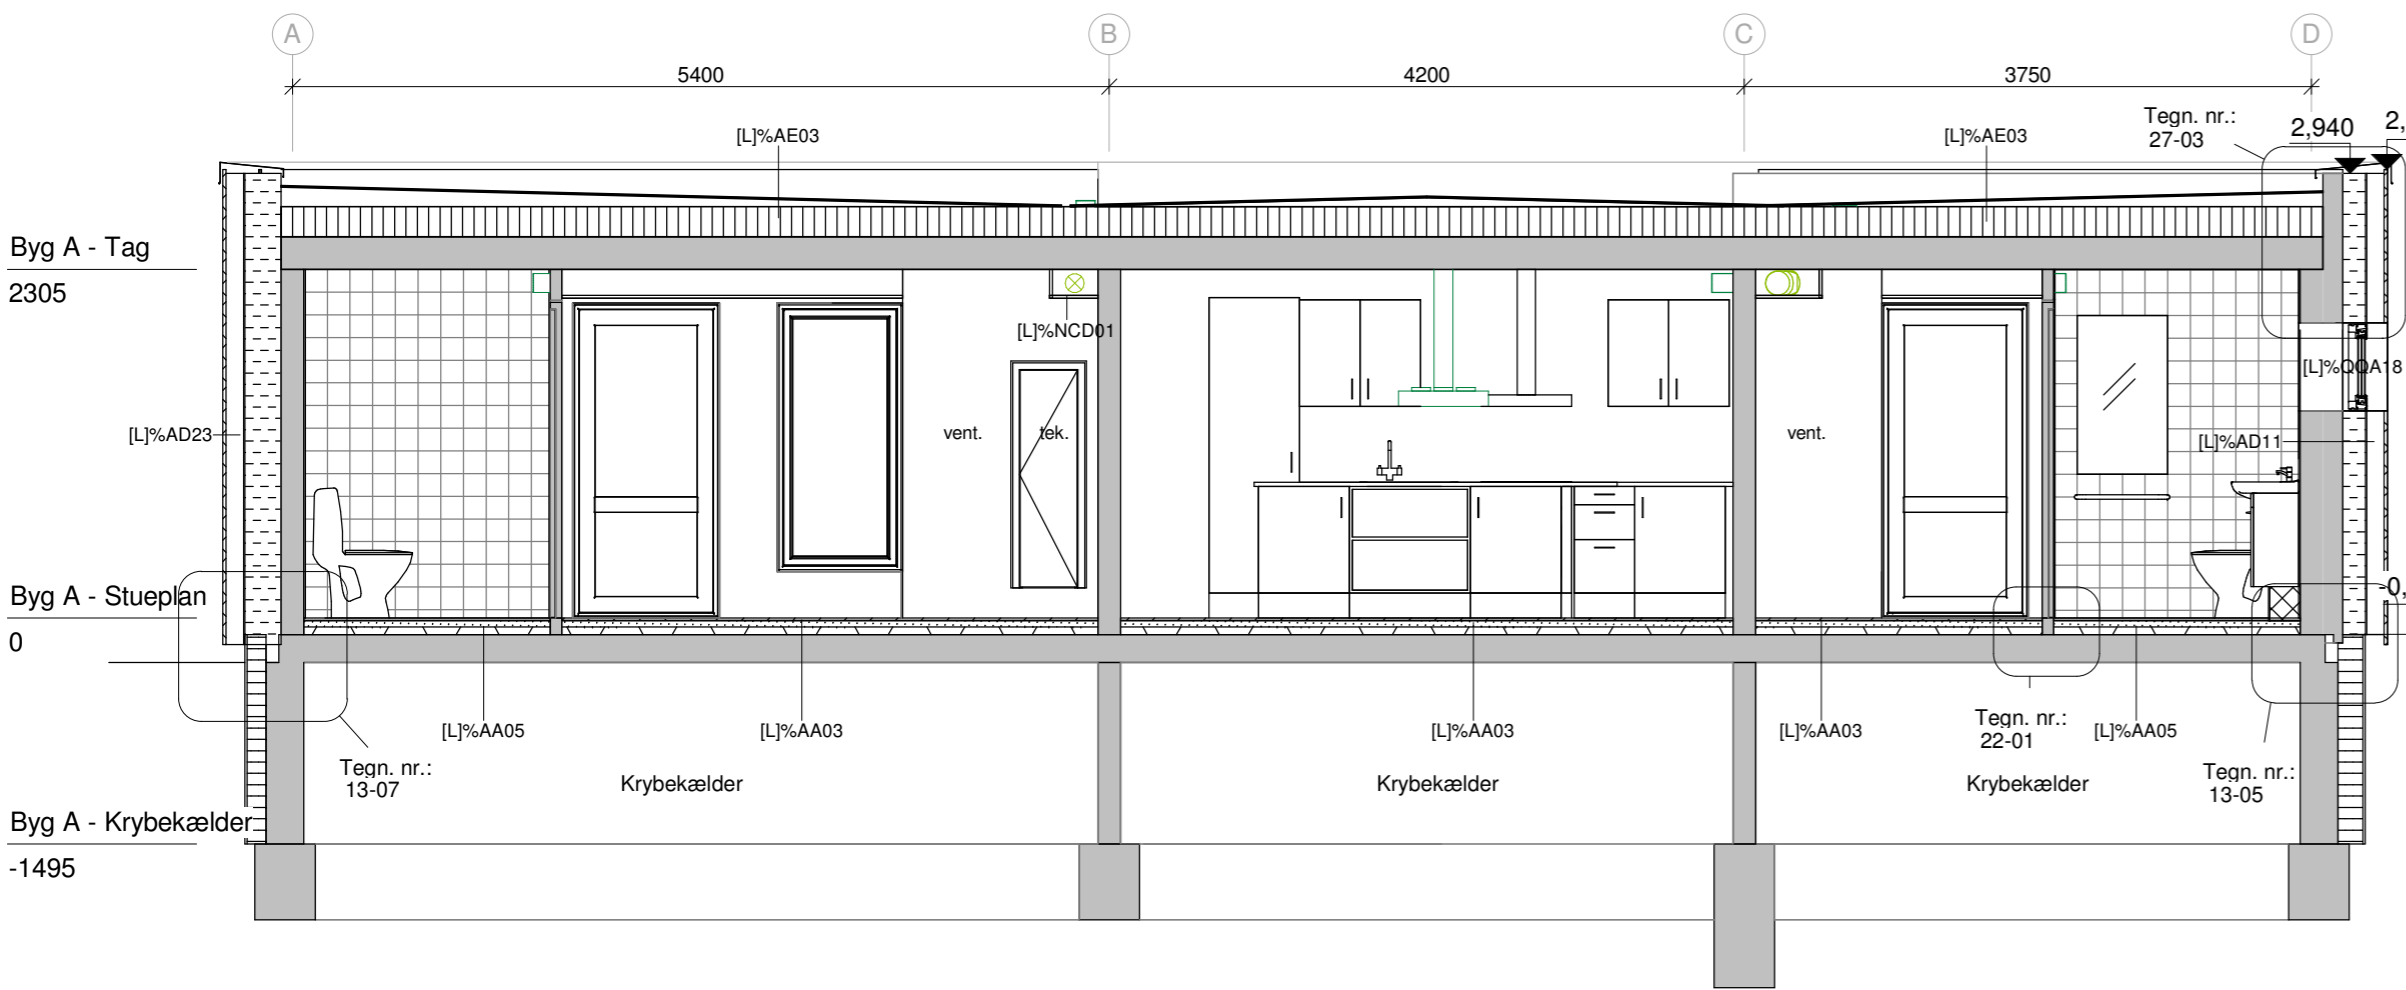 A
B
C
D
5400
4200
3750
[L]%AE03
[L]%AE03
Tegn. nr.:
27-03
2,940
2,
Byg A - Tag
2305
[L]%NCD01
[L]%QQA18
[L]%AD23
vent.
tek.
vent.
[L]%AD11
Byg A - Stueplan
0
-0,
[L]%AA05
[L]%AA03
[L]%AA03
[L]%AA03
Tegn. nr.:
22-01
[L]%AA05
Tegn. nr.:
13-07
Krybekælder
Krybekælder
Krybekælder
Tegn. nr.:
13-05
Byg A - Krybekælder
-1495